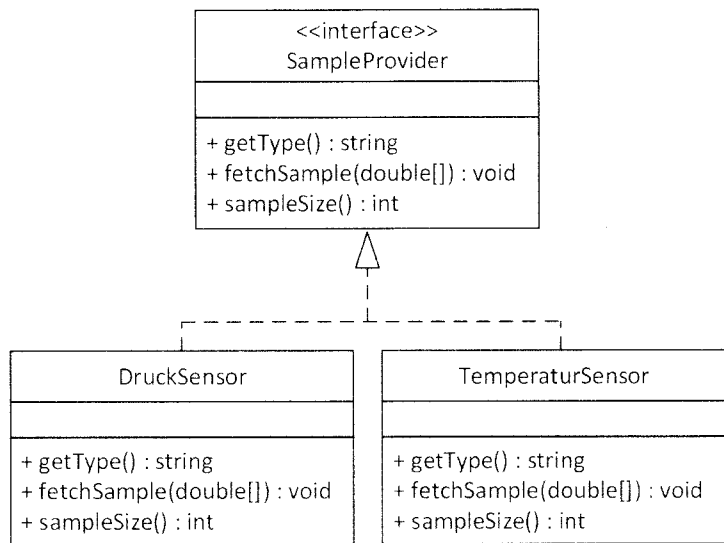 <<interface>>
SampleProvider
+ getType() : string
+ fetchSample(double[]) : void
+ sampleSize() : int
DruckSensor
+ getType() : string
+ fetchSample(double[]) : void
+ sampleSize() : int
TemperaturSensor
+ getType() : string
+ fetchSample(double[]) : void
+ sampleSize() : int